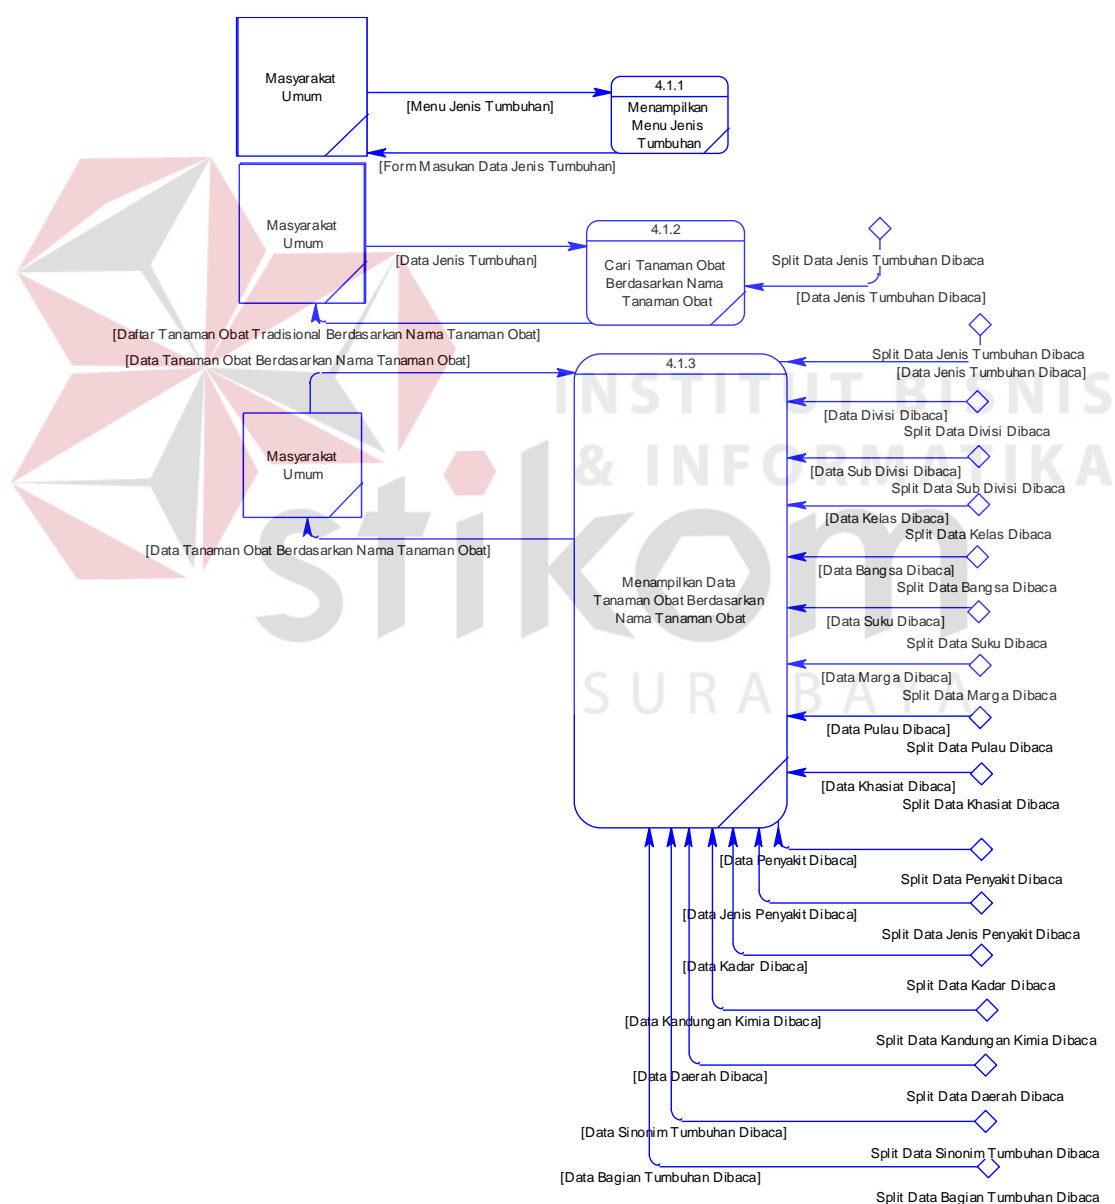 Masyarakat
Umum
[Menu Jenis Tumbuhan]
4.1.1
Menampilkan
Menu Jenis
Tumbuhan
[Form Masukan Data Jenis Tumbuhan]
Masyarakat
Umum
[Data Jenis Tumbuhan]
4.1.2
Cari Tanaman Obat
Berdasarkan Nama
Tanaman Obat
Split Data Jenis Tumbuhan Dibaca
[Data Jenis Tumbuhan Dibaca]
[Daftar Tanaman Obat Tradisional Berdasarkan Nama Tanaman Obat]
[Data Tanaman Obat Berdasarkan Nama Tanaman Obat]
Masyarakat
Umum
[Data Tanaman Obat Berdasarkan Nama Tanaman Obat]
4.1.3
Menampilkan Data
Tanaman Obat Berdasarkan
Nama Tanaman Obat
Split Data Jenis Tumbuhan Dibaca
[Data Jenis Tumbuhan Dibaca]
[Data Divisi Dibaca]
Split Data Divisi Dibaca
[Data Sub Divisi Dibaca]
Split Data Sub Divisi Dibaca
[Data Kelas Dibaca]
Split Data Kelas Dibaca
[Data Bangsa Dibaca]
Split Data Bangsa Dibaca
[Data Suku Dibaca]
Split Data Suku Dibaca
[Data Marga Dibaca]
Split Data Marga Dibaca
[Data Pulau Dibaca]
Split Data Pulau Dibaca
[Data Khasiat Dibaca]
Split Data Khasiat Dibaca
[Data Penyakit Dibaca]
Split Data Penyakit Dibaca
[Data Jenis Penyakit Dibaca]
Split Data Jenis Penyakit Dibaca
[Data Kadar Dibaca]
Split Data Kadar Dibaca
[Data Kandungan Kimia Dibaca]
Split Data Kandungan Kimia Dibaca
[Data Daerah Dibaca]
Split Data Daerah Dibaca
[Data Sinonim Tumbuhan Dibaca]
Split Data Sinonim Tumbuhan Dibaca
[Data Bagian Tumbuhan Dibaca]
Split Data Bagian Tumbuhan Dibaca
INSTITUT BISNIS
& INFORMATIKA
stikom
SURABAYA